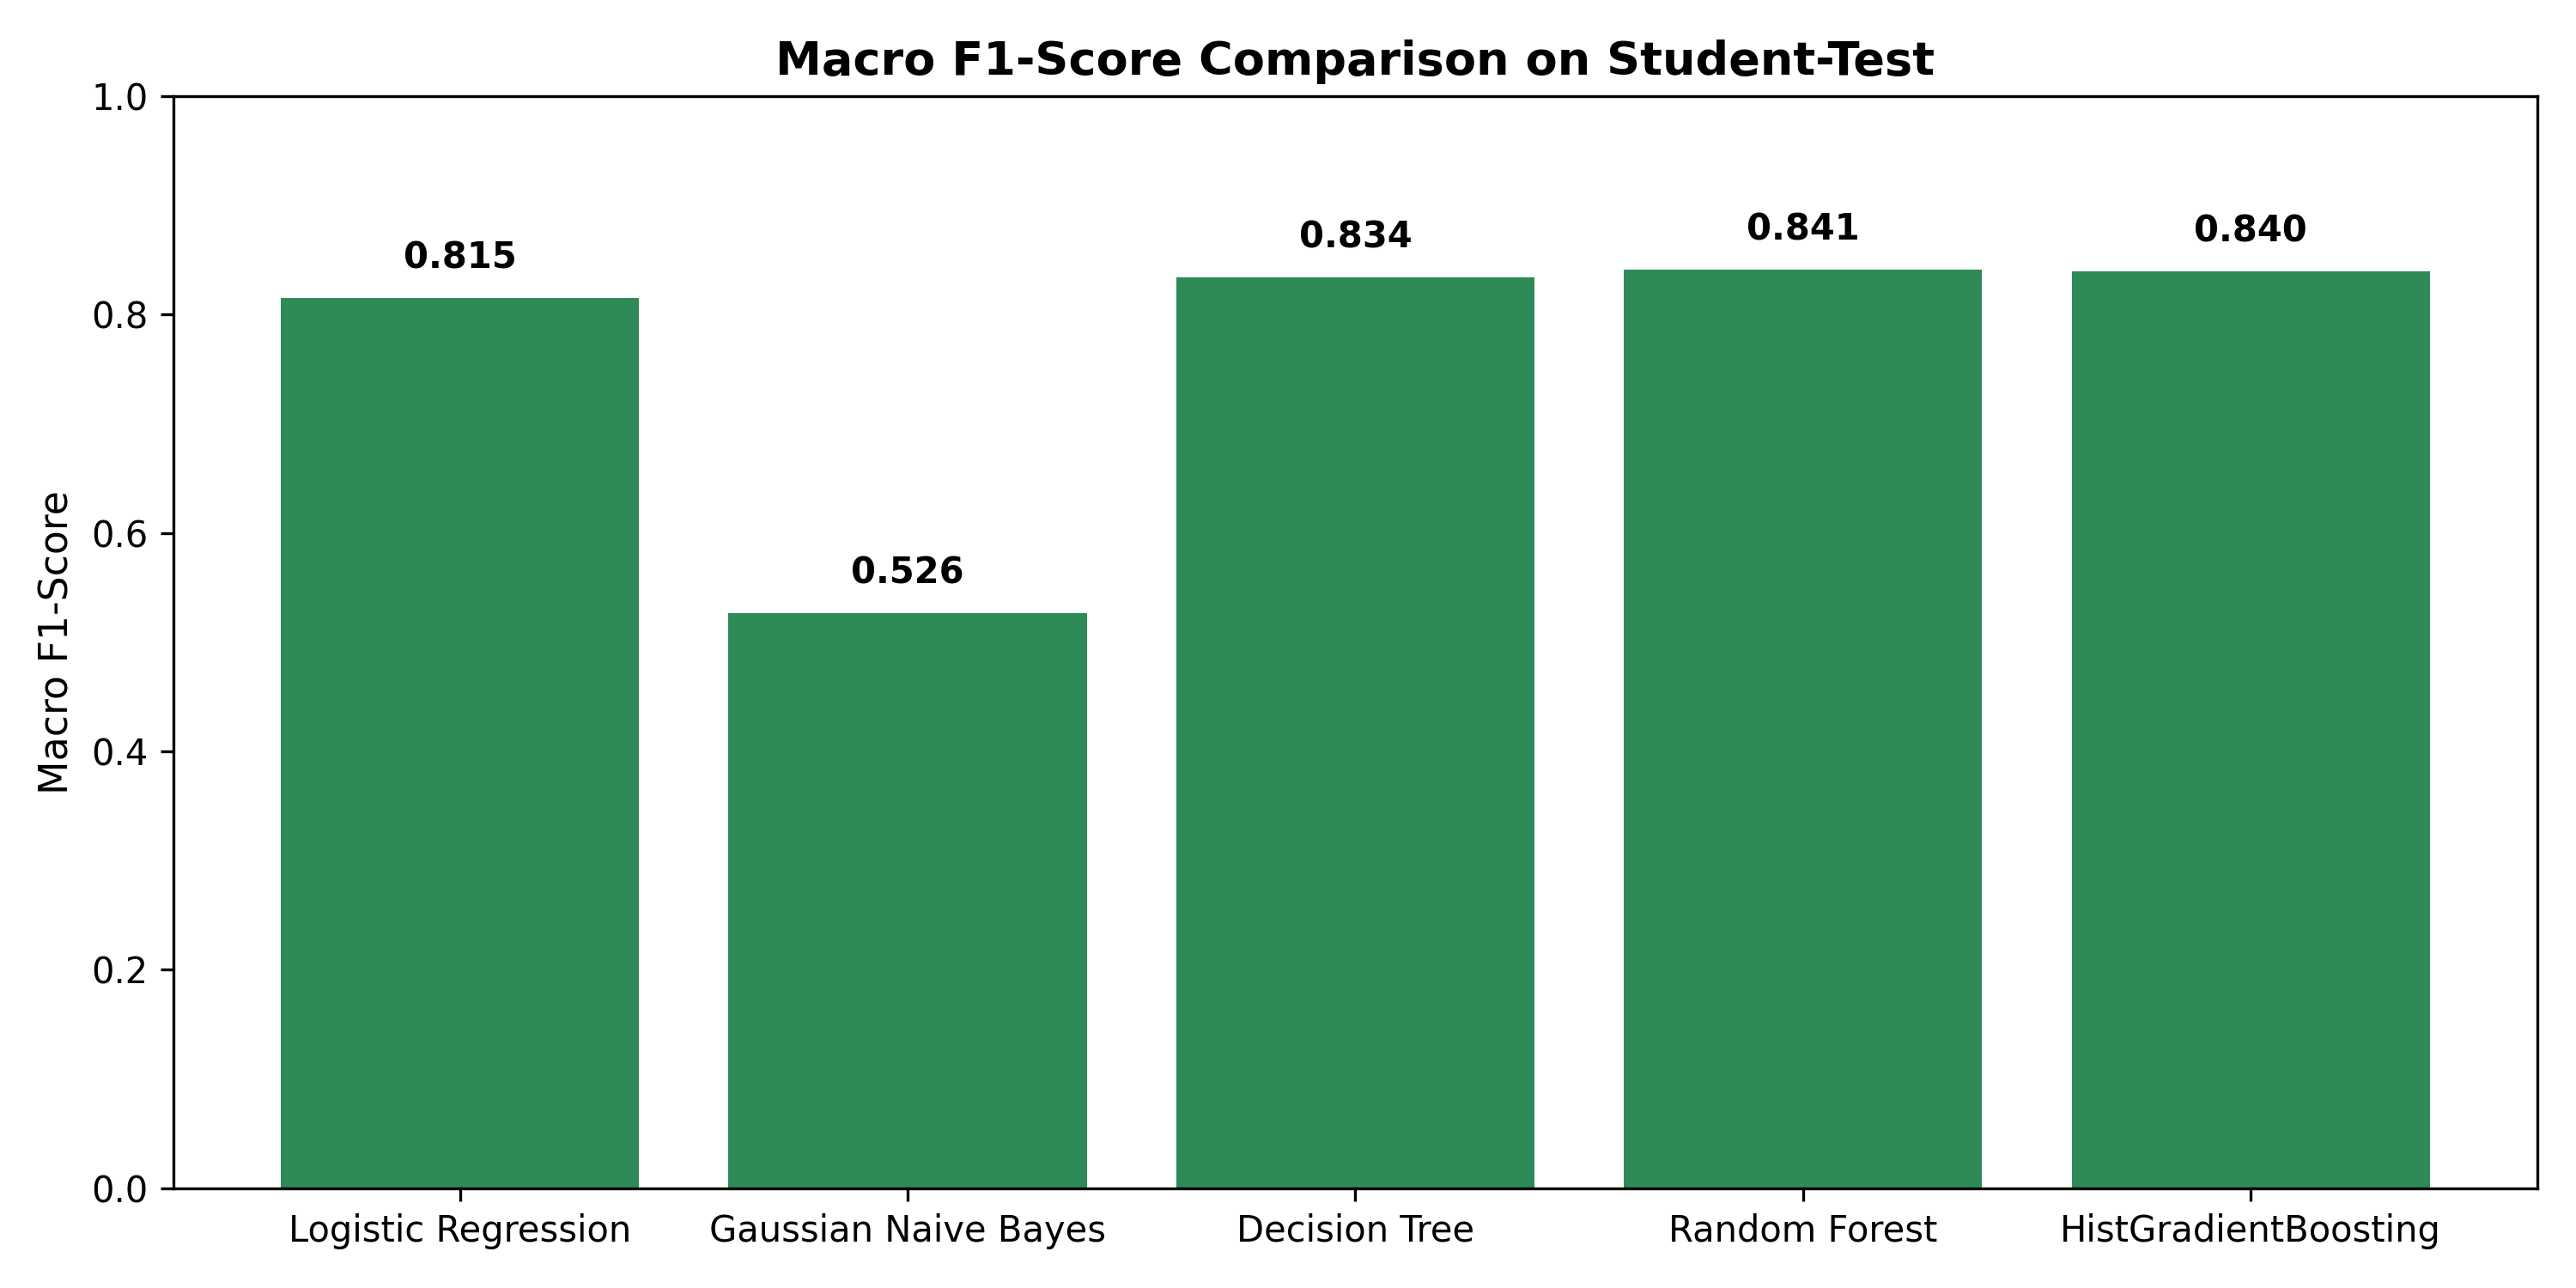 Macro F1-Score Comparison on Student-Test
Macro F1-Score
1.0
0.8
0.6
0.4
0.2
0.0
0.815
0.526
0.834
0.841
0.840
Logistic Regression
Gaussian Naive Bayes
Decision Tree
Random Forest
HistGradientBoosting